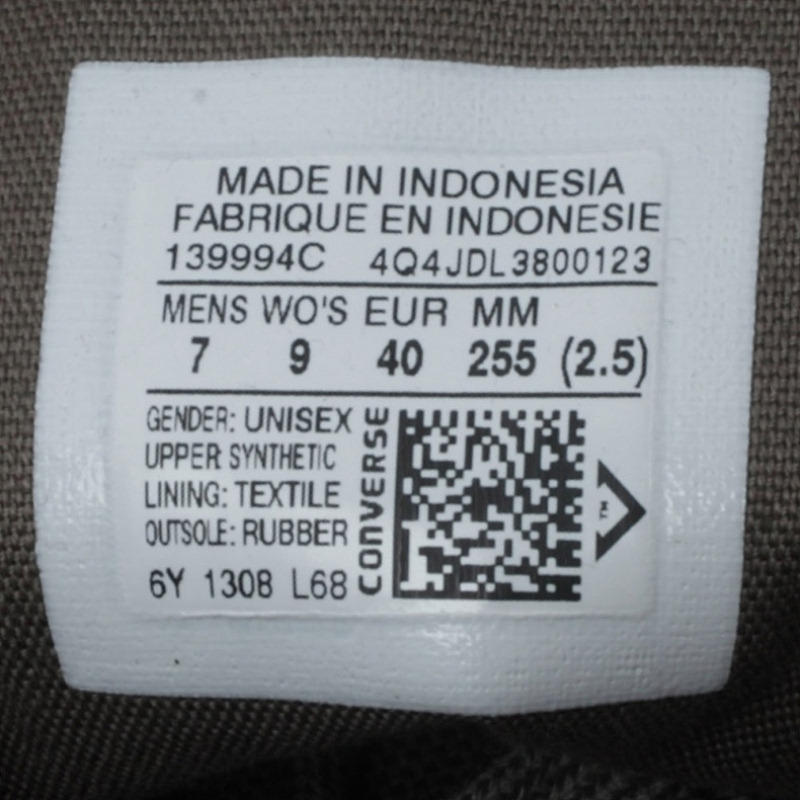 MADE IN INDONESIA
FABRIQUE EN INDONESIE
139994C 4Q4JDL3800123
MENS WO'S EUR MM
7 9 40 255 (2.5)
GENDER: UNISEX
UPPER SYNTHETIC
LINING: TEXTILE
OUTSOLE: RUBBER
6Y 1308 L68
CONVERSE